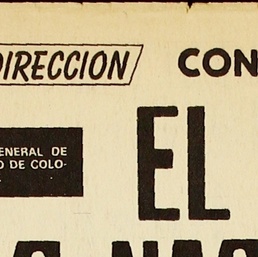 DIRECCION
CON
ENERAL DE
O DE COLO-
EL